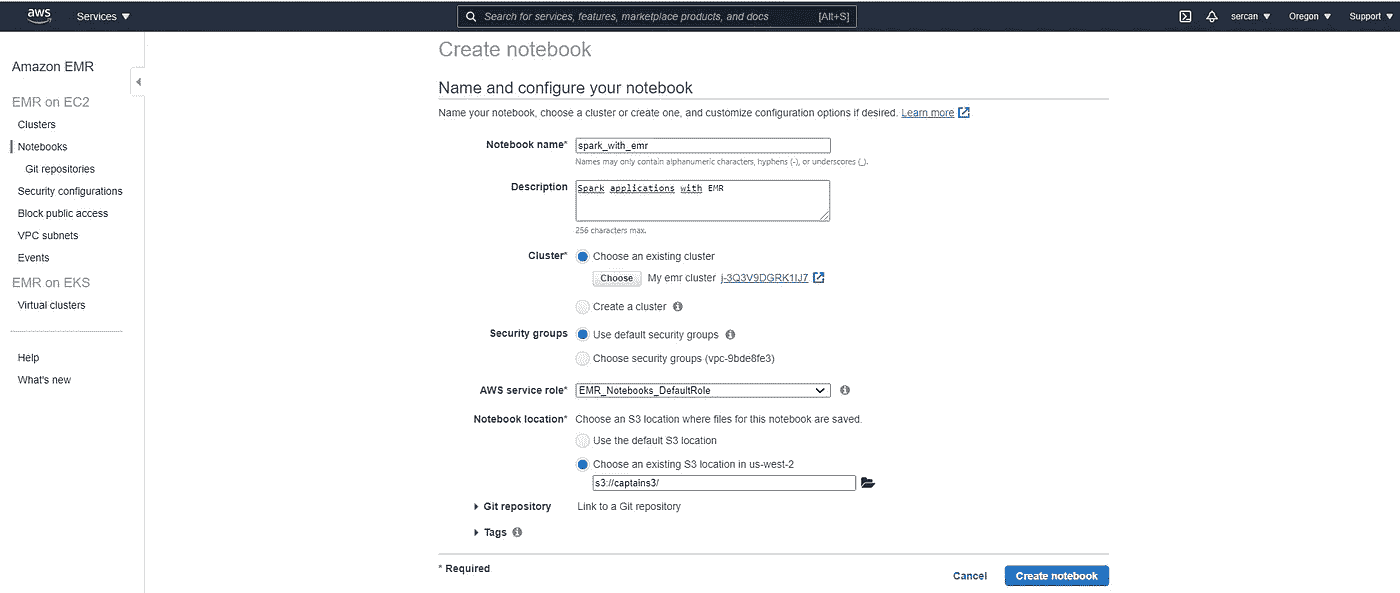 aws Services Search for services, features, marketplace products, and docs [Alt+S] sercan Oregon Support
Amazon EMR
EMR on EC2
Clusters
Notebooks
Git repositories
Security configurations
Block public access
VPC subnets
Events
EMR on EKS
Virtual clusters
Help
What's new
Create notebook
Name and configure your notebook
Name your notebook, choose a cluster or create one, and customize configuration options if desired. Learn more
Notebook name* spark_with_emr
Names may only contain alphanumeric characters, hyphens (-), or underscores (_).
Description Spark applications with EMR
256 characters max.
Cluster* Choose an existing cluster
Choose My emr cluster j-3Q3V9DGRK1IJ7
Create a cluster
Security groups Use default security groups
Choose security groups (vpc-9bde8fe3)
AWS service role* EMR_Notebooks_DefaultRole
Notebook location* Choose an S3 location where files for this notebook are saved.
Use the default S3 location
Choose an existing S3 location in us-west-2
s3://captains3/
Git repository Link to a Git repository
Tags
* Required
Cancel Create notebook